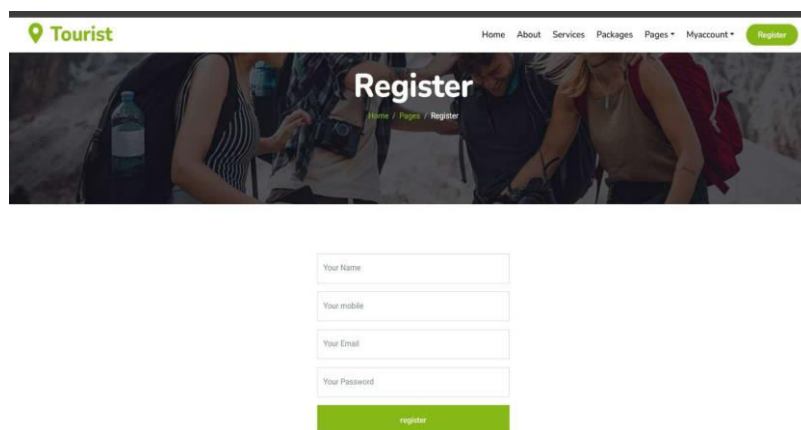 Tourist
Home About Services Packages Pages Myaccount Register
Register
Home / Pages / Register
Your Name
Your mobile
Your Email
Your Password
register